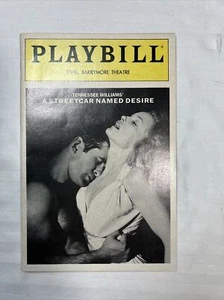 PLAYBILL
ETHEL BARRYMORE THEATRE
TENNESSEE WILLIAMS'
A STREETCAR NAMED DESIRE